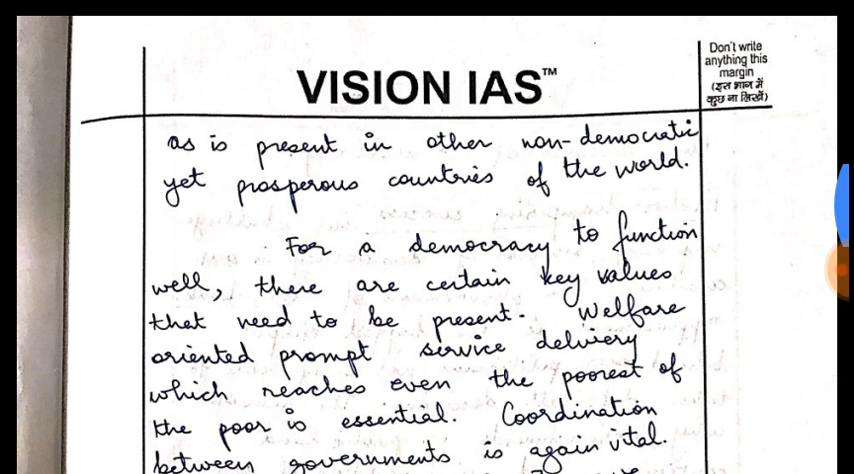 Don't write
anything this
margin
(इस भाग में
कुछ ना लिखें)
VISION IAS™
as is present in other non-democratic
yet prosperous countries of the world.
For a democracy to function
well, there are certain key values
that need to be present. Welfare
oriented prompt service delivery
which reaches even the poorest of
the poor is essential. Coordination
between governments is again vital.